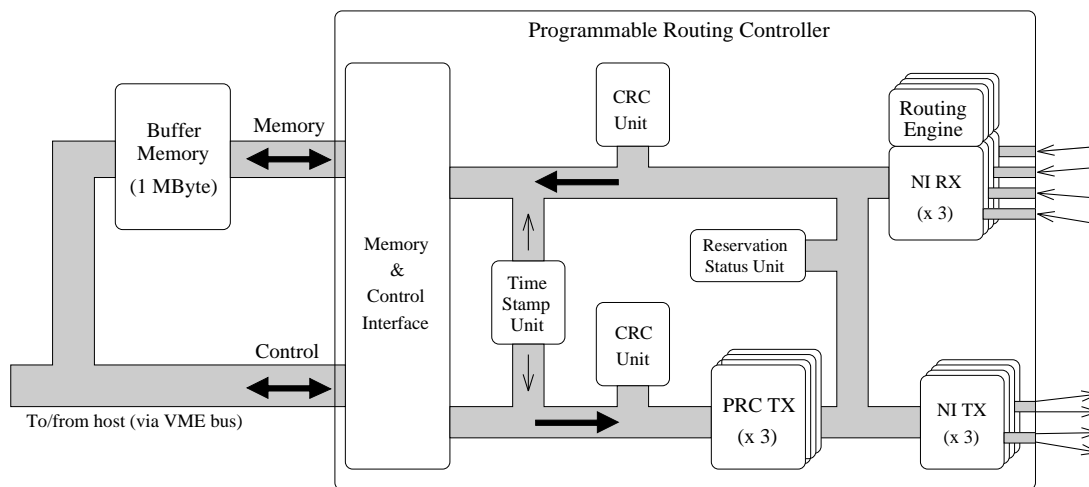 Programmable Routing Controller
Buffer
Memory
(1 MByte)
Memory
Control
To/from host (via VME bus)
Memory
&
Control
Interface
CRC
Unit
Time
Stamp
Unit
CRC
Unit
Reservation
Status Unit
Routing
Engine
NI RX
(x 3)
PRC TX
(x 3)
NI TX
(x 3)